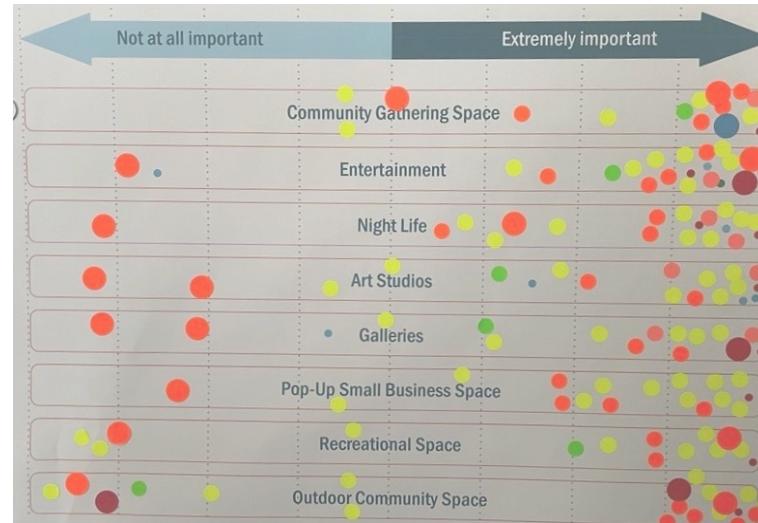 Not at all important
Extremely important
)
Community Gathering Space
Entertainment
Night Life
Art Studios
Galleries
Pop-Up Small Business Space
Recreational Space
Outdoor Community Space